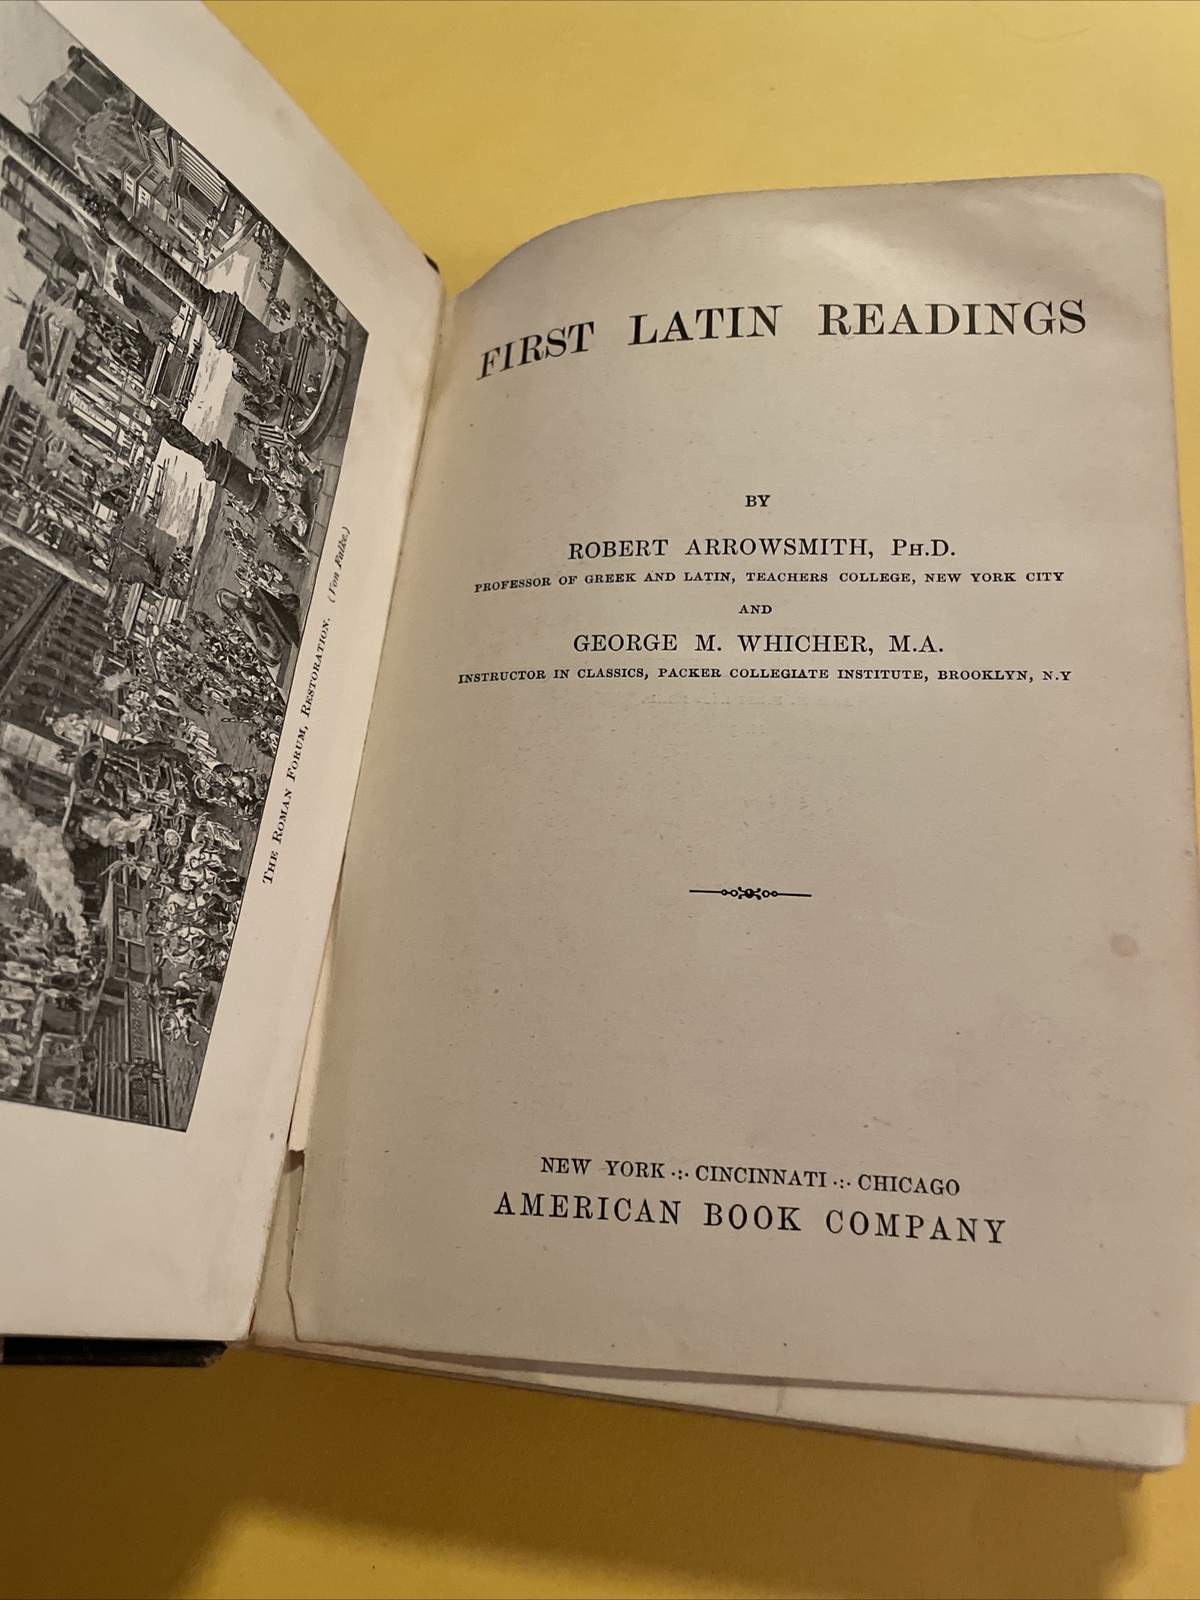 THE ROMAN FORUM, RESTORATION. (Von Falke.)
FIRST LATIN READINGS
BY
ROBERT ARROWSMITH, PH.D.
PROFESSOR OF GREEK AND LATIN, TEACHERS COLLEGE, NEW YORK CITY
AND
GEORGE M. WHICHER, M.A.
INSTRUCTOR IN CLASSICS, PACKER COLLEGIATE INSTITUTE, BROOKLYN, N.Y
NEW YORK ·:· CINCINNATI ·:· CHICAGO
AMERICAN BOOK COMPANY